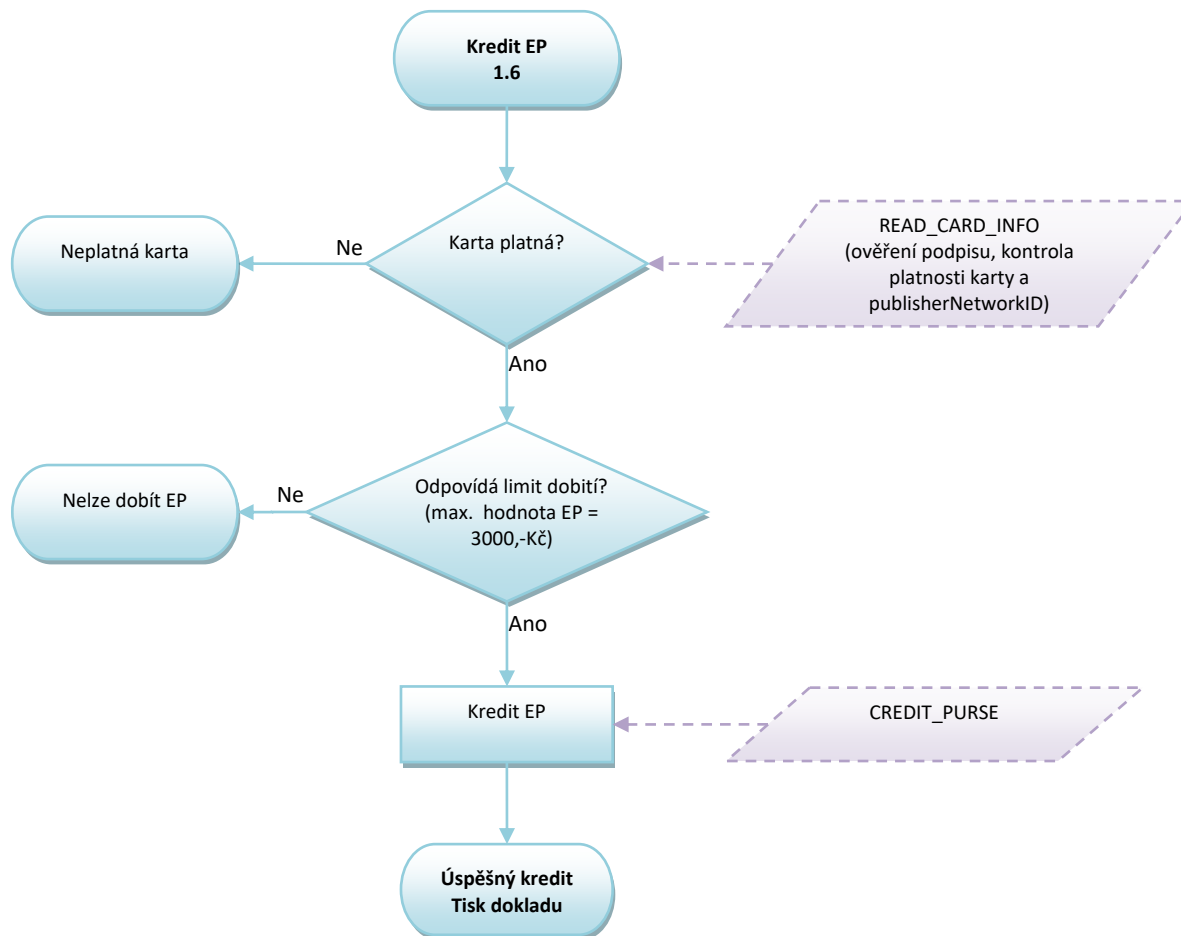 Kredit EP
1.6
Neplatná karta
Ne
Karta platná?
READ_CARD_INFO
(ověření podpisu, kontrola
platnosti karty a
publisherNetworkID)
Ano
Nelze dobít EP
Ne
Odpovídá limit dobití?
(max. hodnota EP =
3000,-Kč)
Ano
Kredit EP
CREDIT_PURSE
Úspěšný kredit
Tisk dokladu